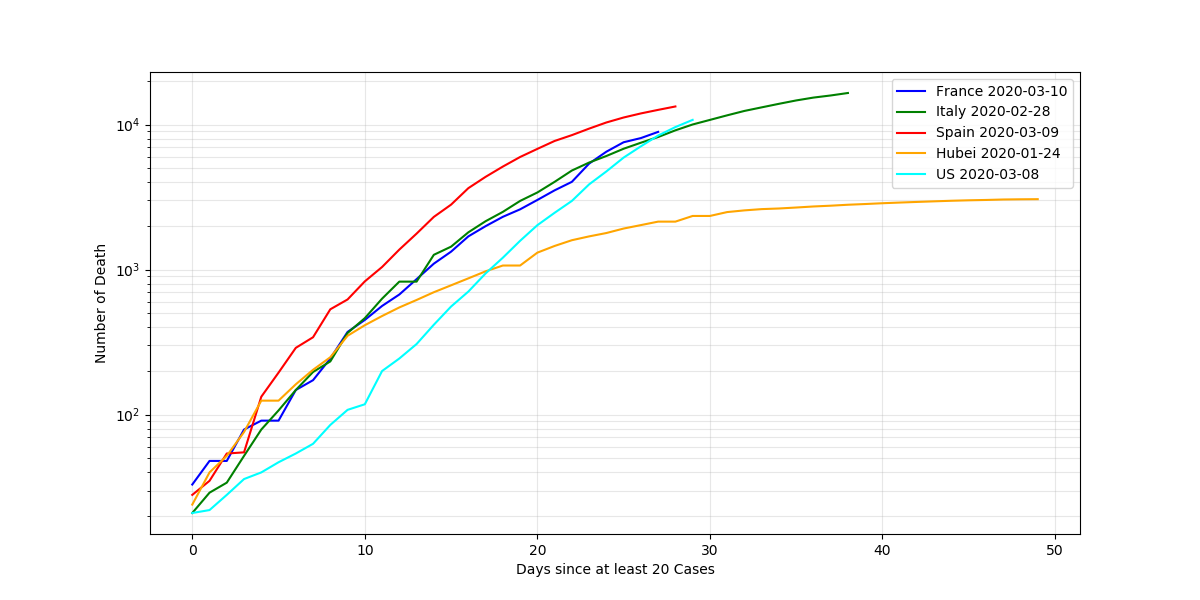 France 2020-03-10
Italy 2020-02-28
Spain 2020-03-09
Hubei 2020-01-24
US 2020-03-08
Number of Death
10⁴
10³
10²
0 10 20 30 40 50
Days since at least 20 Cases